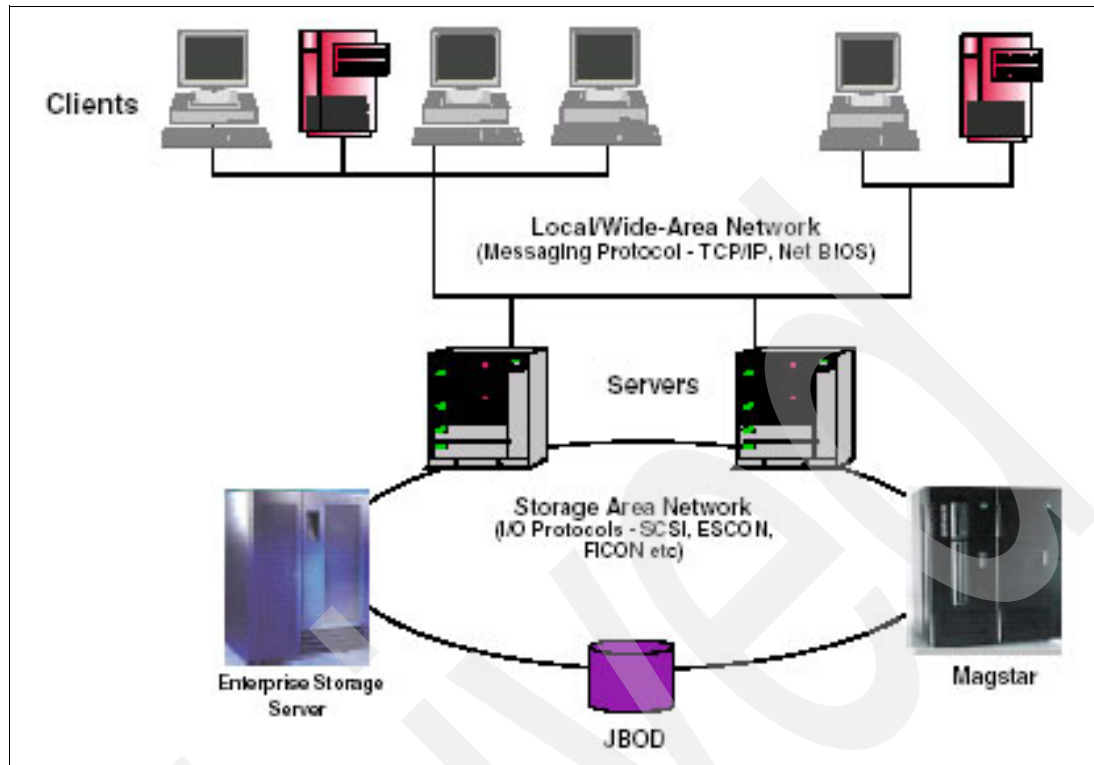 Clients
Local/Wide-Area Network
(Messaging Protocol - TCP/IP, Net BIOS)
Servers
Storage Area Network
(I/O Protocols - SCSI, ESCON,
FICON etc)
Enterprise Storage
Server
Magstar
JBOD